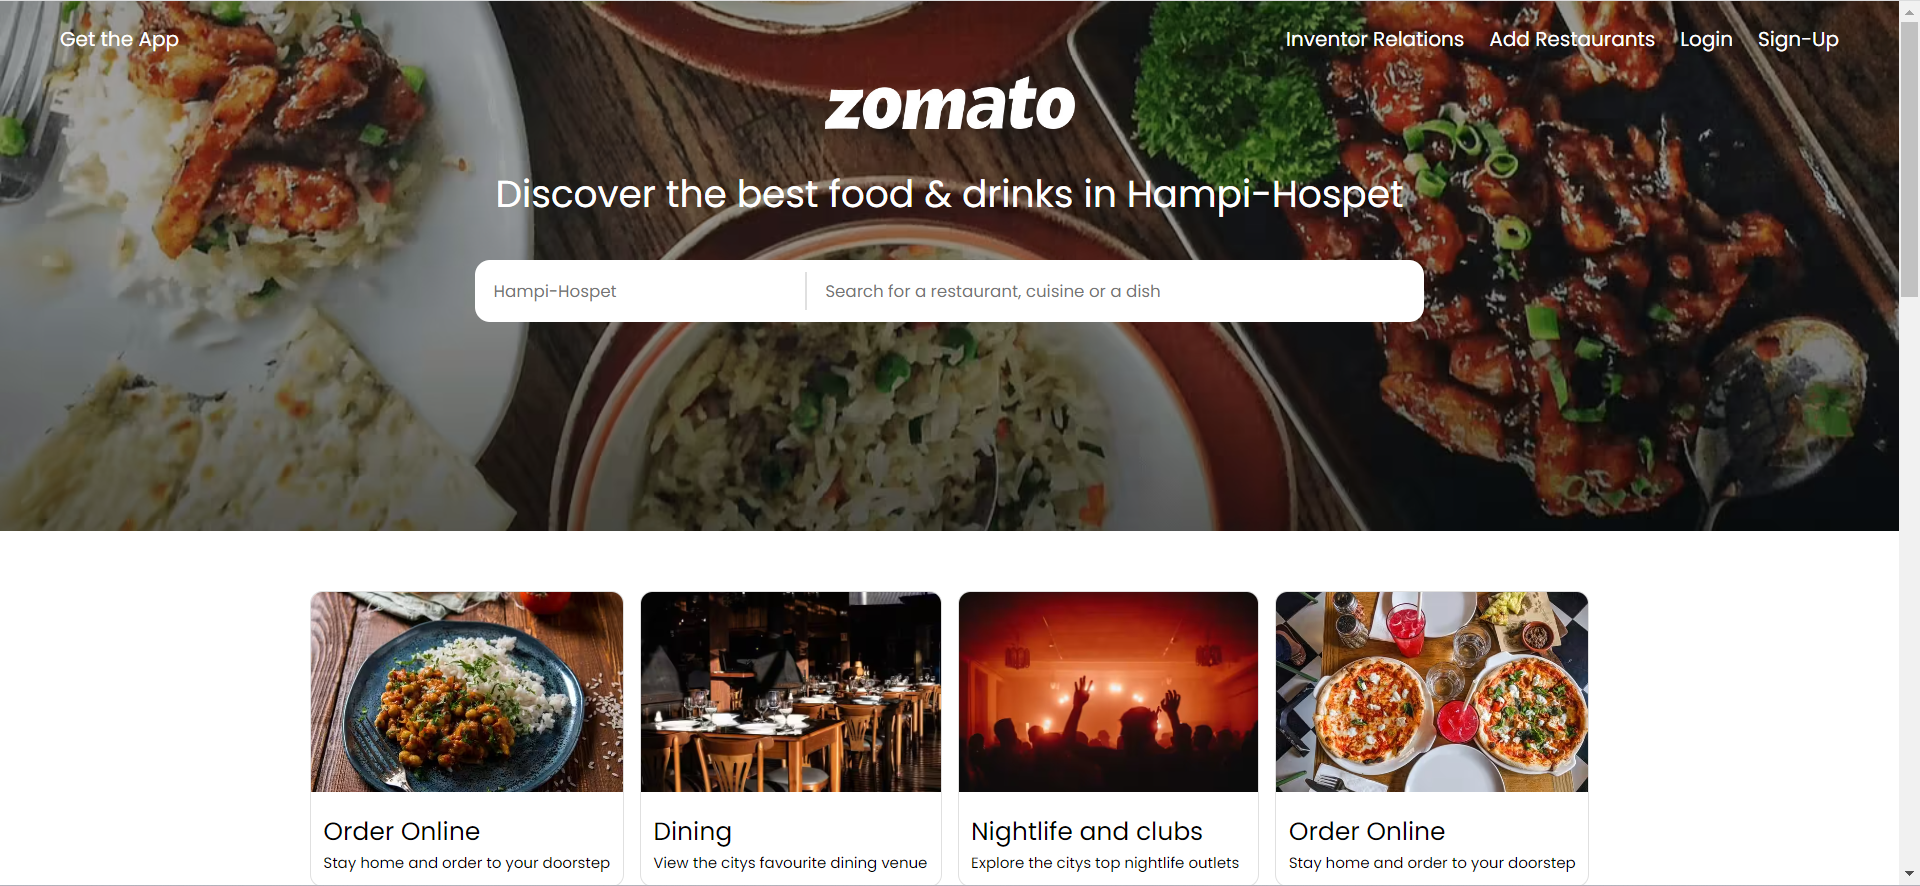 Get the App
Inventor Relations Add Restaurants Login Sign-Up
zomato
Discover the best food & drinks in Hampi-Hospet
Hampi-Hospet
Search for a restaurant, cuisine or a dish
Order Online
Stay home and order to your doorstep
Dining
View the citys favourite dining venue
Nightlife and clubs
Explore the citys top nightlife outlets
Order Online
Stay home and order to your doorstep